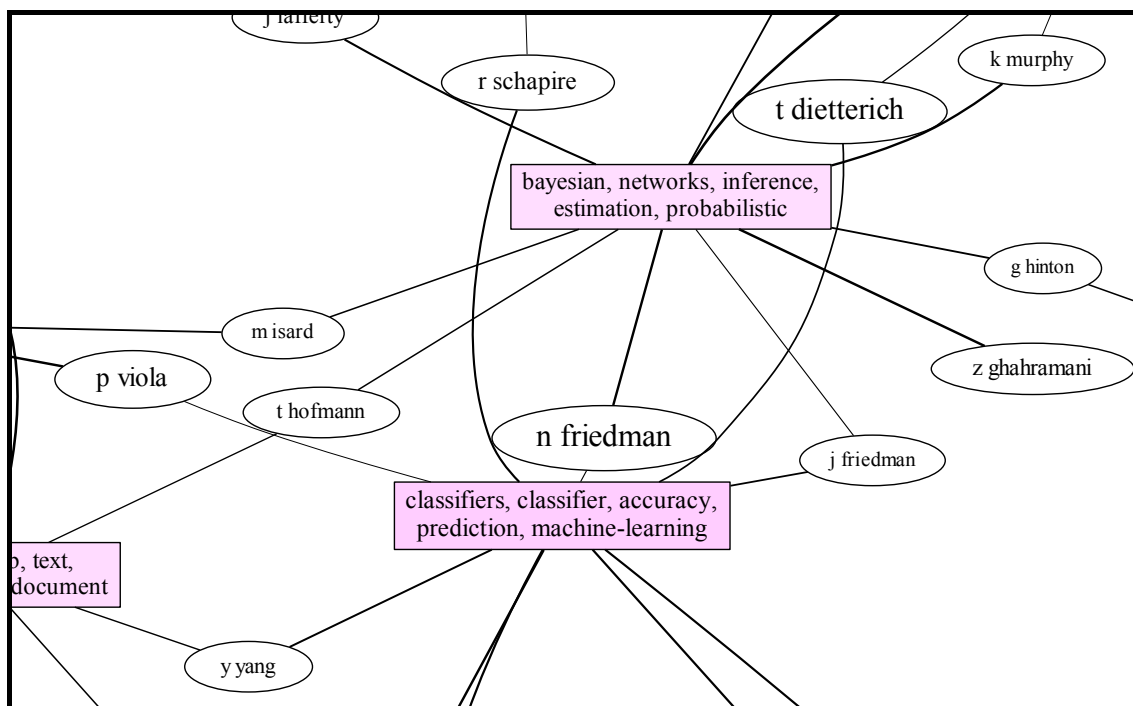 j lafferty
r schapire
k murphy
t dietterich
bayesian, networks, inference,
estimation, probabilistic
g hinton
m isard
z ghahramani
p viola
t hofmann
n friedman
j friedman
classifiers, classifier, accuracy,
prediction, machine-learning
text,
document
y yang